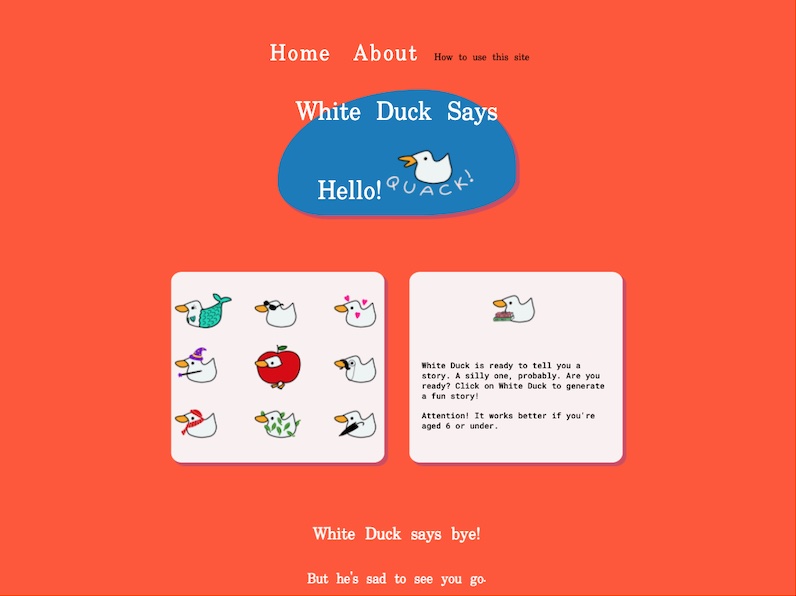 Home About How to use this site
White Duck Says
Hello! QUACK!
White Duck is ready to tell you a
story. A silly one, probably. Are you
ready? Click on White Duck to generate
a fun story!
Attention! It works better if you're
aged 6 or under.
White Duck says bye!
But he's sad to see you go.